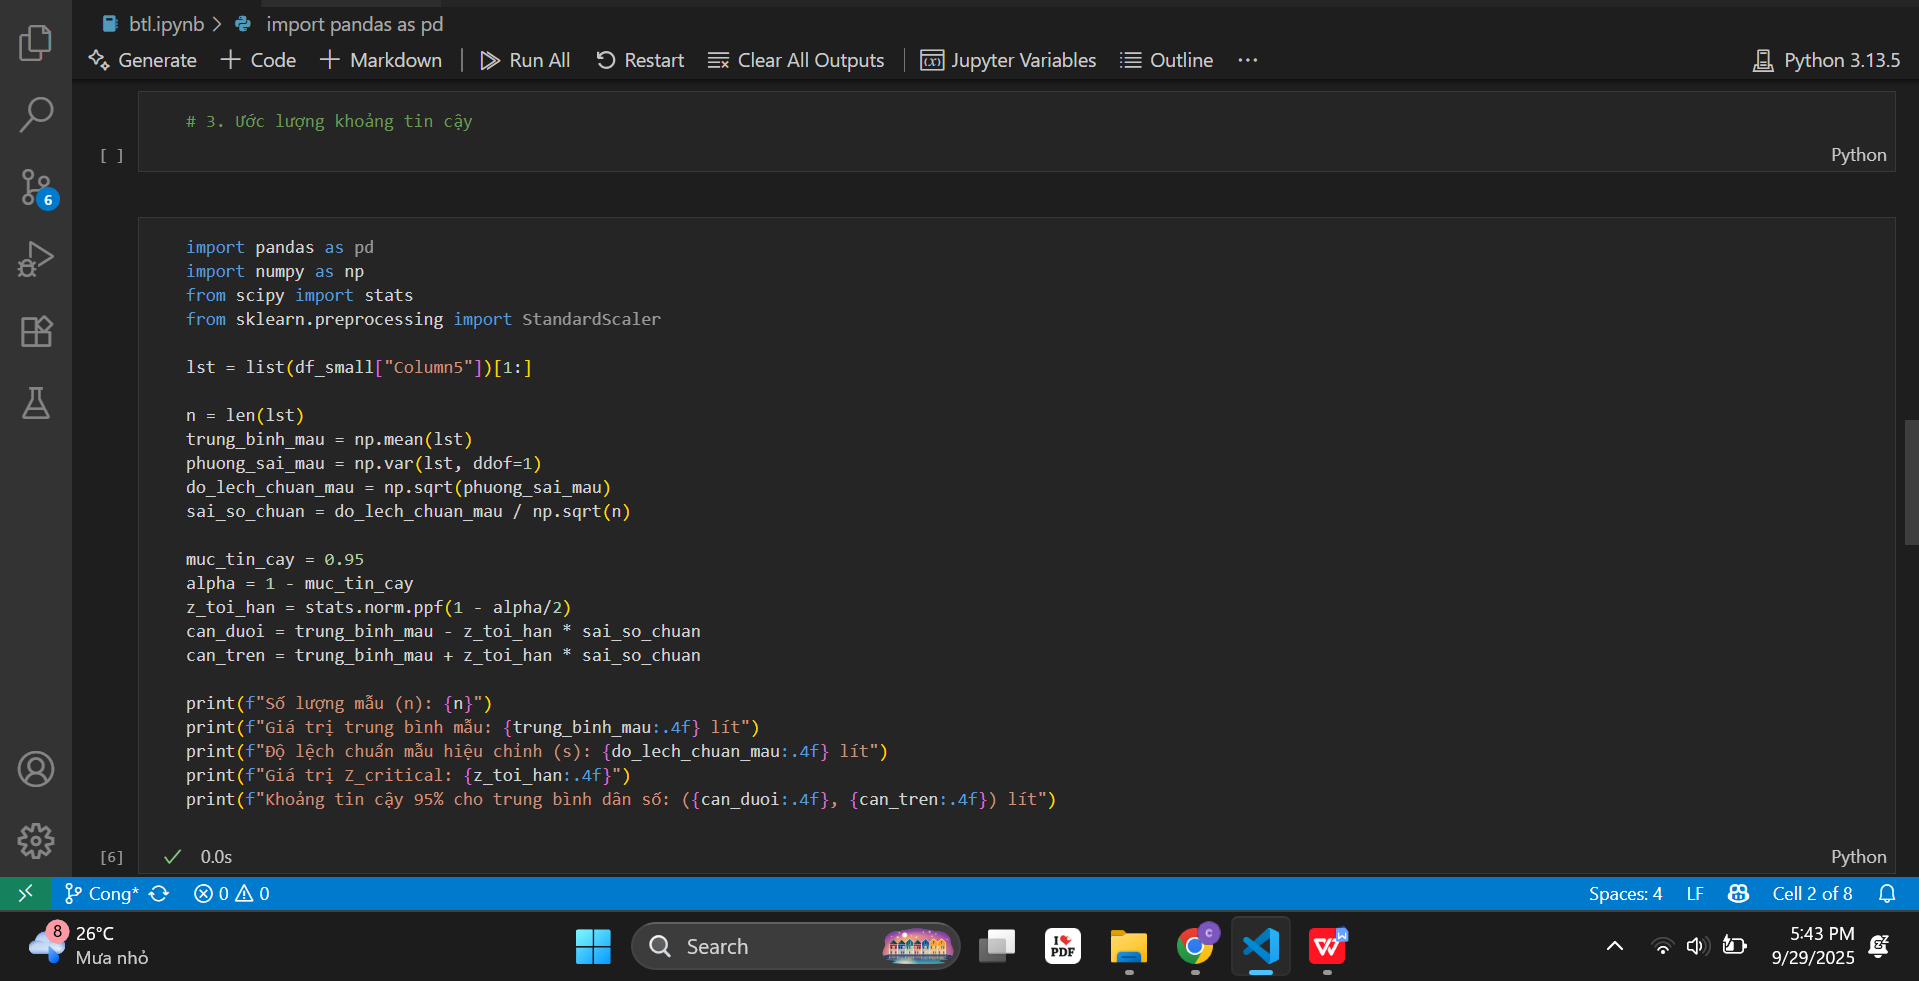 btl.ipynb > import pandas as pd
Generate + Code + Markdown | Run All Restart Clear All Outputs | Jupyter Variables Outline ... Python 3.13.5
# 3. Ước lượng khoảng tin cậy
[ ] Python
import pandas as pd
import numpy as np
from scipy import stats
from sklearn.preprocessing import StandardScaler
lst = list(df_small["Column5"])[1:]
n = len(lst)
trung_binh_mau = np.mean(lst)
phuong_sai_mau = np.var(lst, ddof=1)
do_lech_chuan_mau = np.sqrt(phuong_sai_mau)
sai_so_chuan = do_lech_chuan_mau / np.sqrt(n)
muc_tin_cay = 0.95
alpha = 1 - muc_tin_cay
z_toi_han = stats.norm.ppf(1 - alpha/2)
can_duoi = trung_binh_mau - z_toi_han * sai_so_chuan
can_tren = trung_binh_mau + z_toi_han * sai_so_chuan
print(f"Số lượng mẫu (n): {n}")
print(f"Giá trị trung bình mẫu: {trung_binh_mau:.4f} lít")
print(f"Độ lệch chuẩn mẫu hiệu chỉnh (s): {do_lech_chuan_mau:.4f} lít")
print(f"Giá trị Z_critical: {z_toi_han:.4f}")
print(f"Khoảng tin cậy 95% cho trung bình dân số: ({can_duoi:.4f}, {can_tren:.4f}) lít")
[6] 0.0s Python
6
Cong* 0 0 Spaces: 4 LF Cell 2 of 8
8 26°C
Mưa nhỏ
Search
I PDF
C
W
W
5:43 PM
9/29/2025